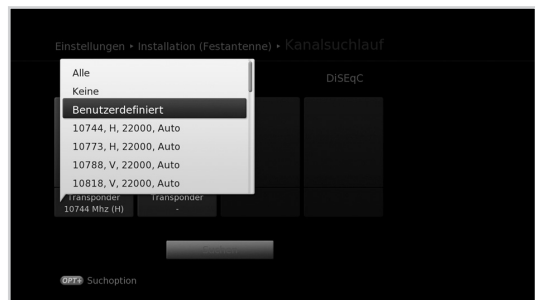 Einstellungen ‣ Installation (Festantenne) ‣ Kanalsuchlauf
DiSEqC
Alle
Keine
Benutzerdefiniert
10744, H, 22000, Auto
10773, H, 22000, Auto
10788, V, 22000, Auto
10818, V, 22000, Auto
Transponder
10744 Mhz (H)
Transponder
-
OPT+ Suchoption